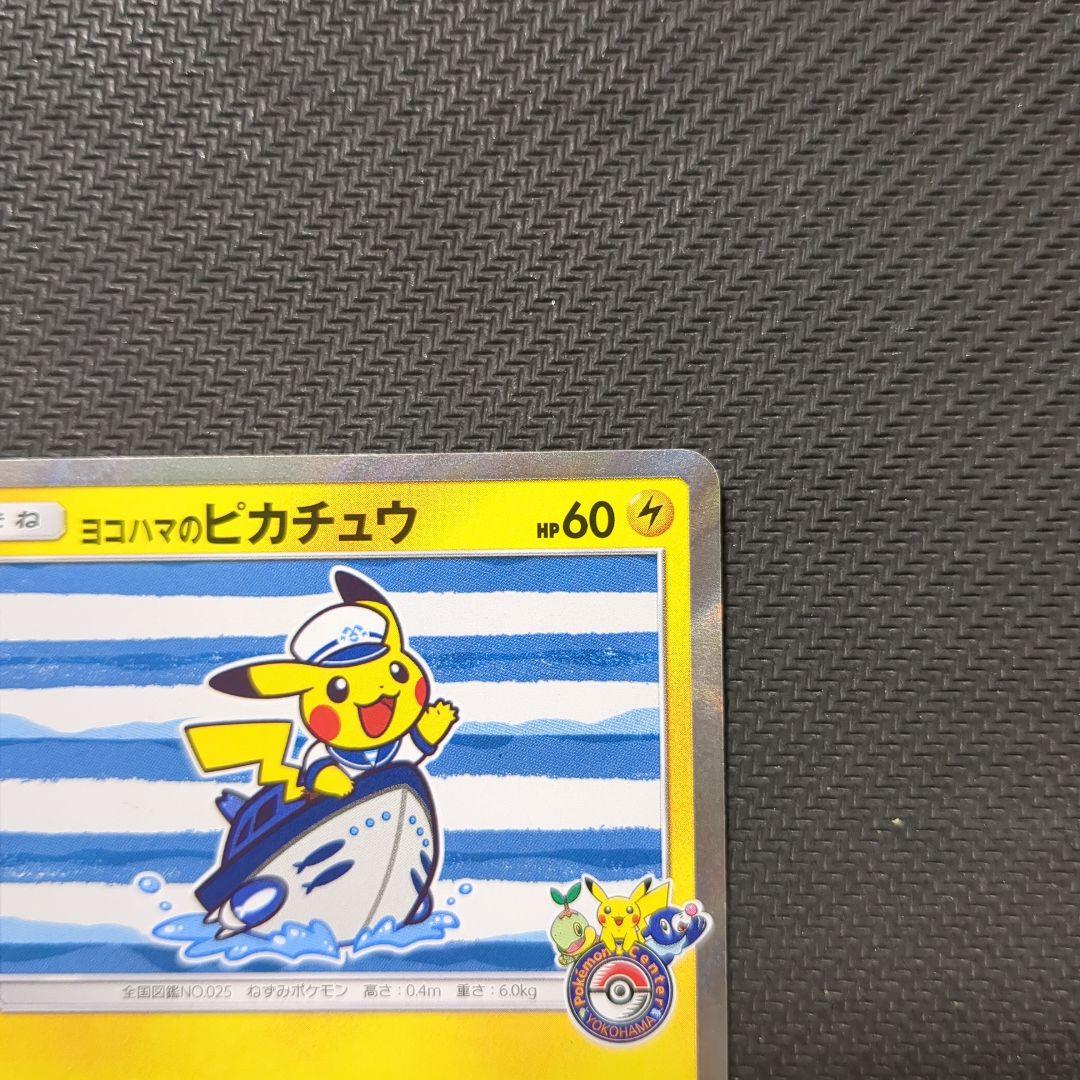 ね ヨコハマのピカチュウ HP60
全国図鑑NO.025 ねずみポケモン 高さ:0.4m 重さ:6.0kg
Pokémon Center
YOKOHAMA